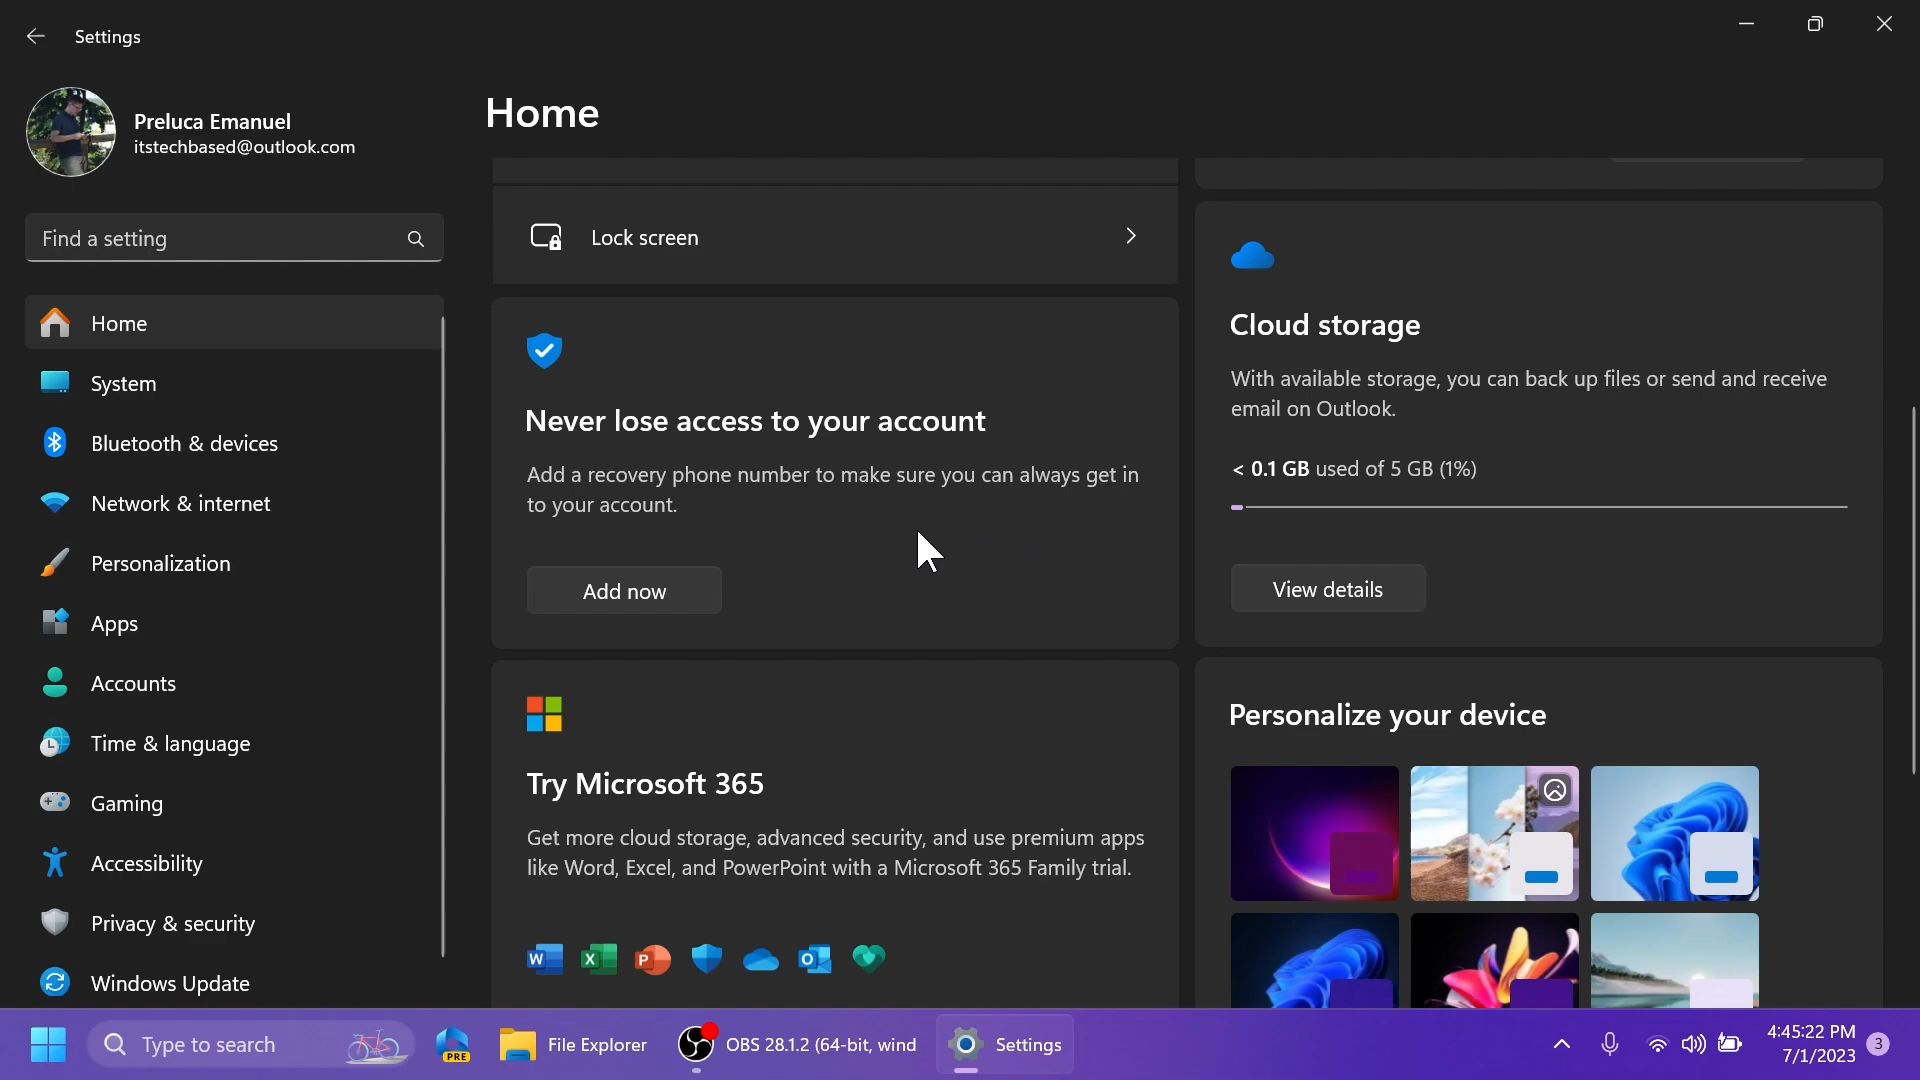 Settings
Preluca Emanuel
itstechbased@outlook.com
Find a setting
Home
System
Bluetooth & devices
Network & internet
Personalization
Apps
Accounts
Time & language
Gaming
Accessibility
Privacy & security
Windows Update
Home
Lock screen
Never lose access to your account
Add a recovery phone number to make sure you can always get in
to your account.
Add now
Try Microsoft 365
Get more cloud storage, advanced security, and use premium apps
like Word, Excel, and PowerPoint with a Microsoft 365 Family trial.
W
X
P
O
Cloud storage
With available storage, you can back up files or send and receive
email on Outlook.
< 0.1 GB used of 5 GB (1%)
View details
Personalize your device
Type to search
PRE
File Explorer
OBS 28.1.2 (64-bit, wind
Settings
4:45:22 PM
7/1/2023
3